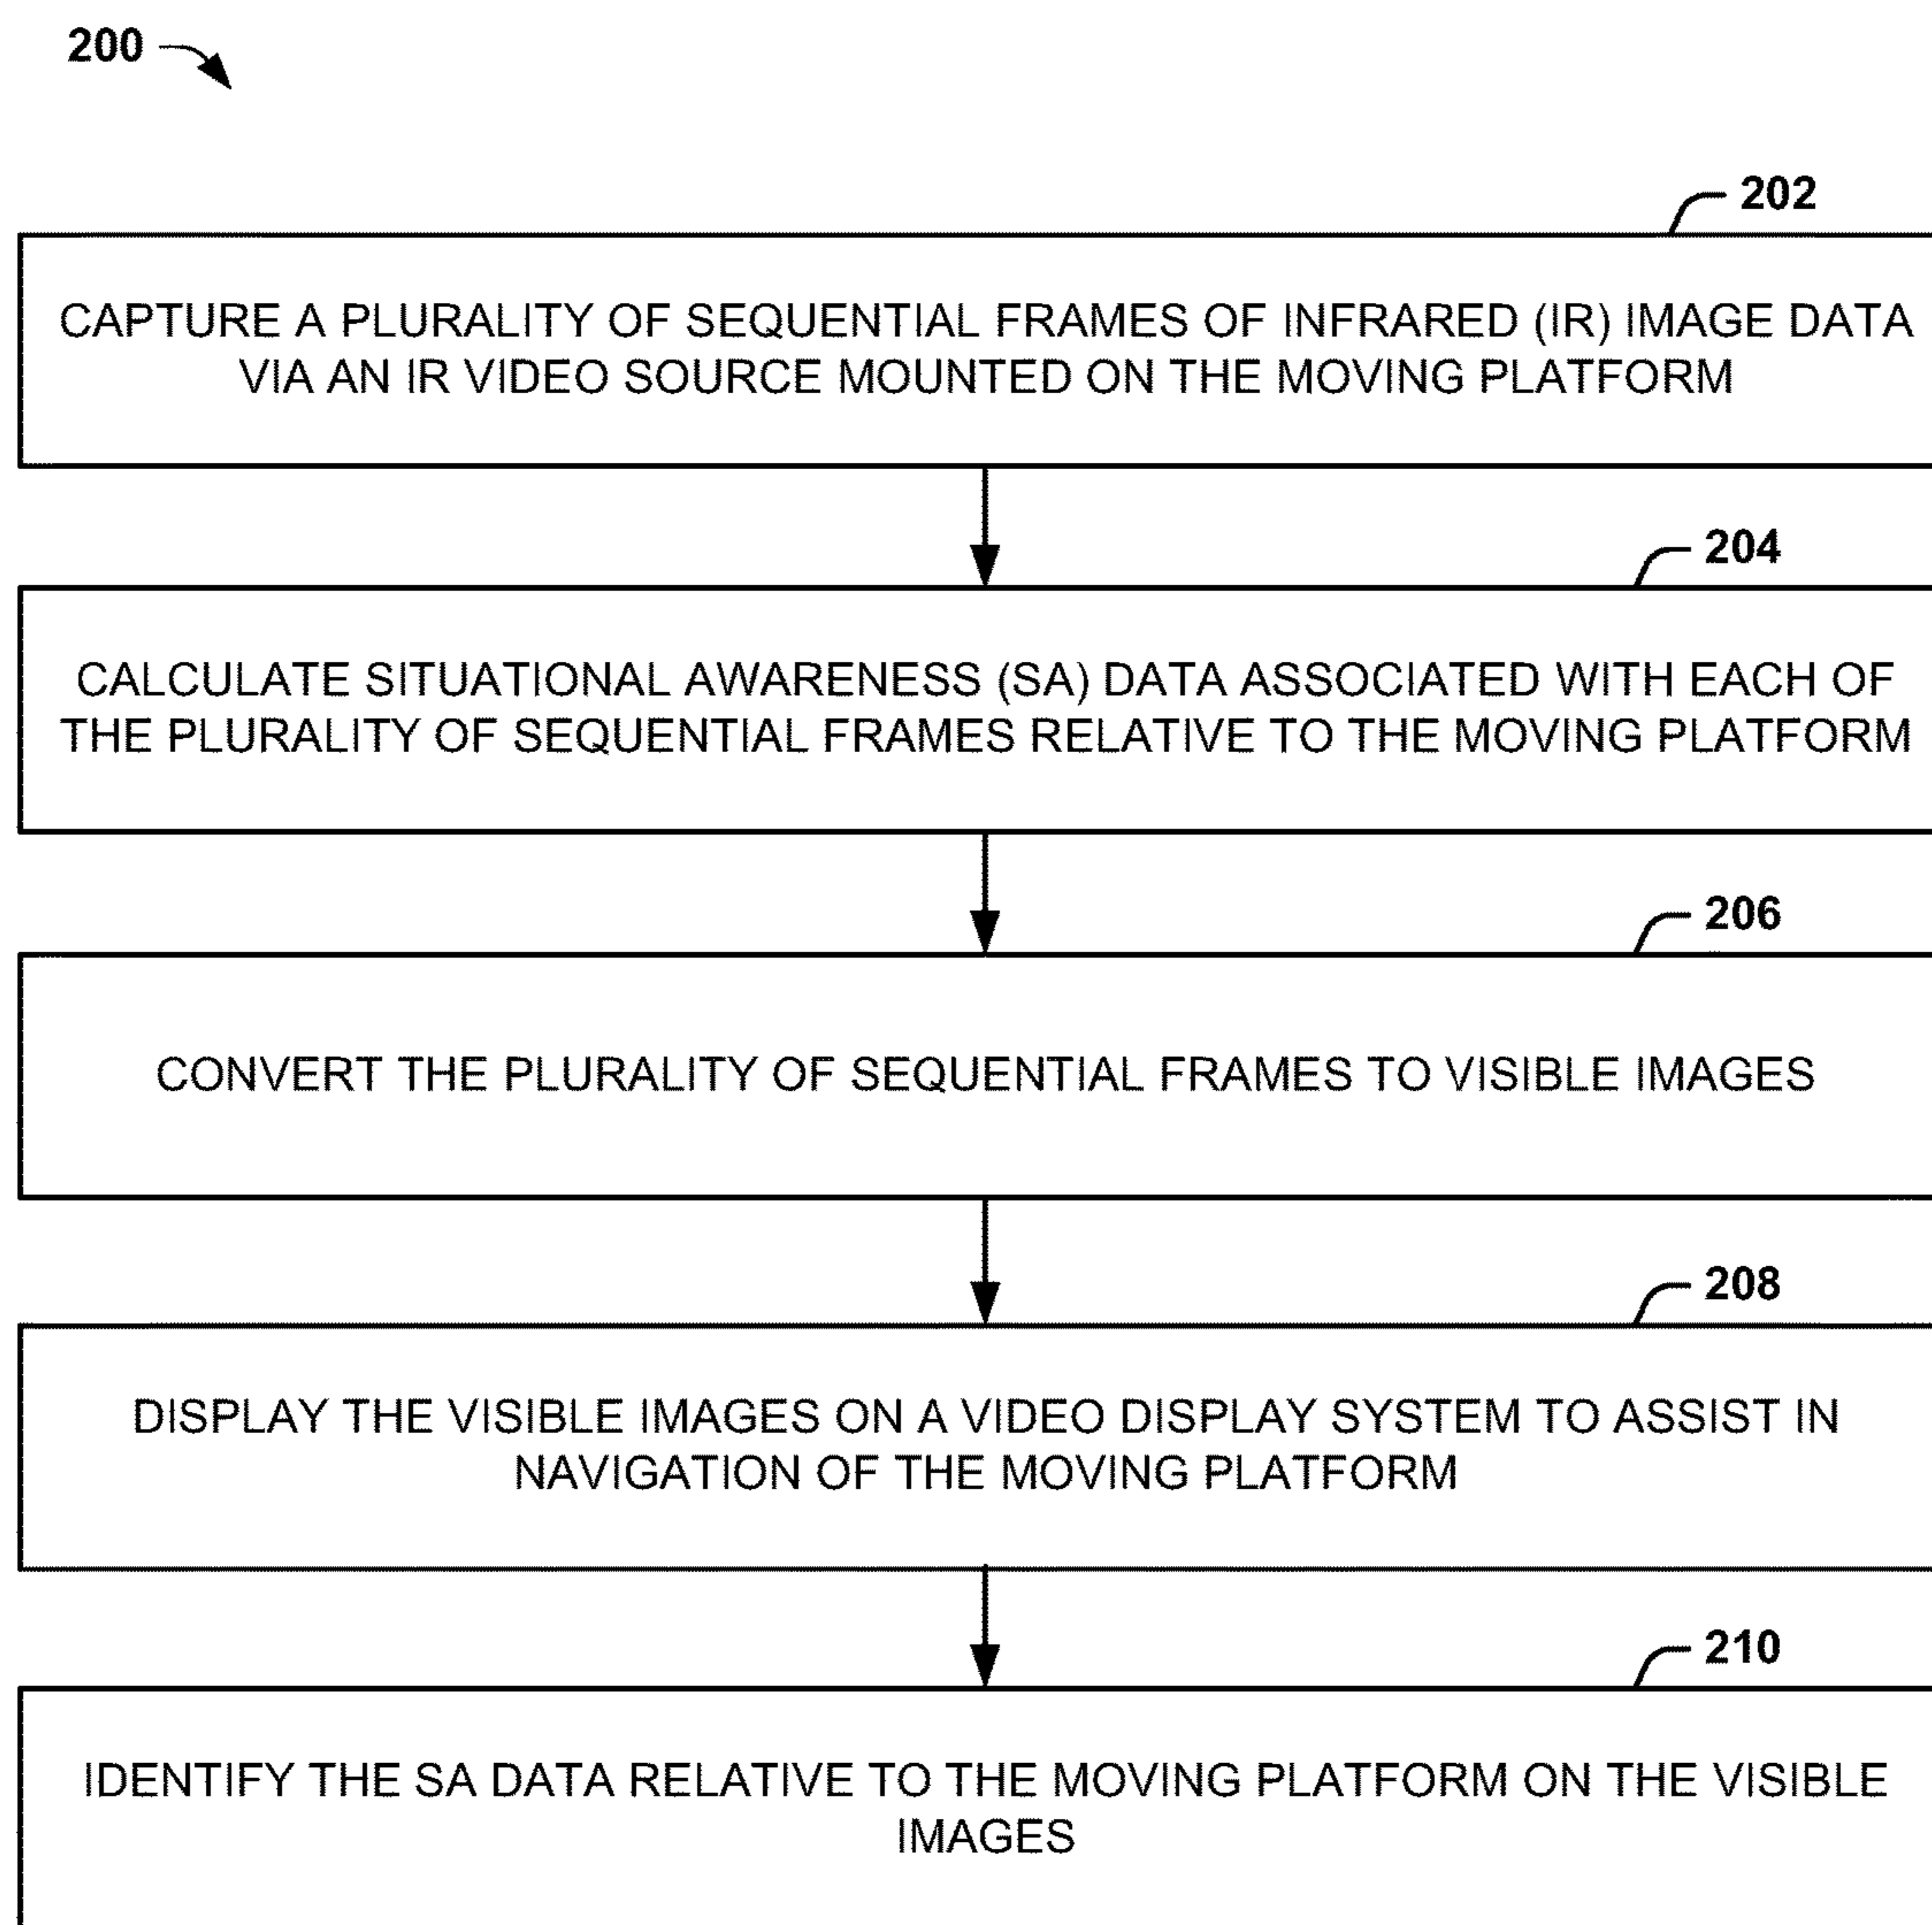 200
202
CAPTURE A PLURALITY OF SEQUENTIAL FRAMES OF INFRARED (IR) IMAGE DATA
VIA AN IR VIDEO SOURCE MOUNTED ON THE MOVING PLATFORM
204
CALCULATE SITUATIONAL AWARENESS (SA) DATA ASSOCIATED WITH EACH OF
THE PLURALITY OF SEQUENTIAL FRAMES RELATIVE TO THE MOVING PLATFORM
206
CONVERT THE PLURALITY OF SEQUENTIAL FRAMES TO VISIBLE IMAGES
208
DISPLAY THE VISIBLE IMAGES ON A VIDEO DISPLAY SYSTEM TO ASSIST IN
NAVIGATION OF THE MOVING PLATFORM
210
IDENTIFY THE SA DATA RELATIVE TO THE MOVING PLATFORM ON THE VISIBLE
IMAGES